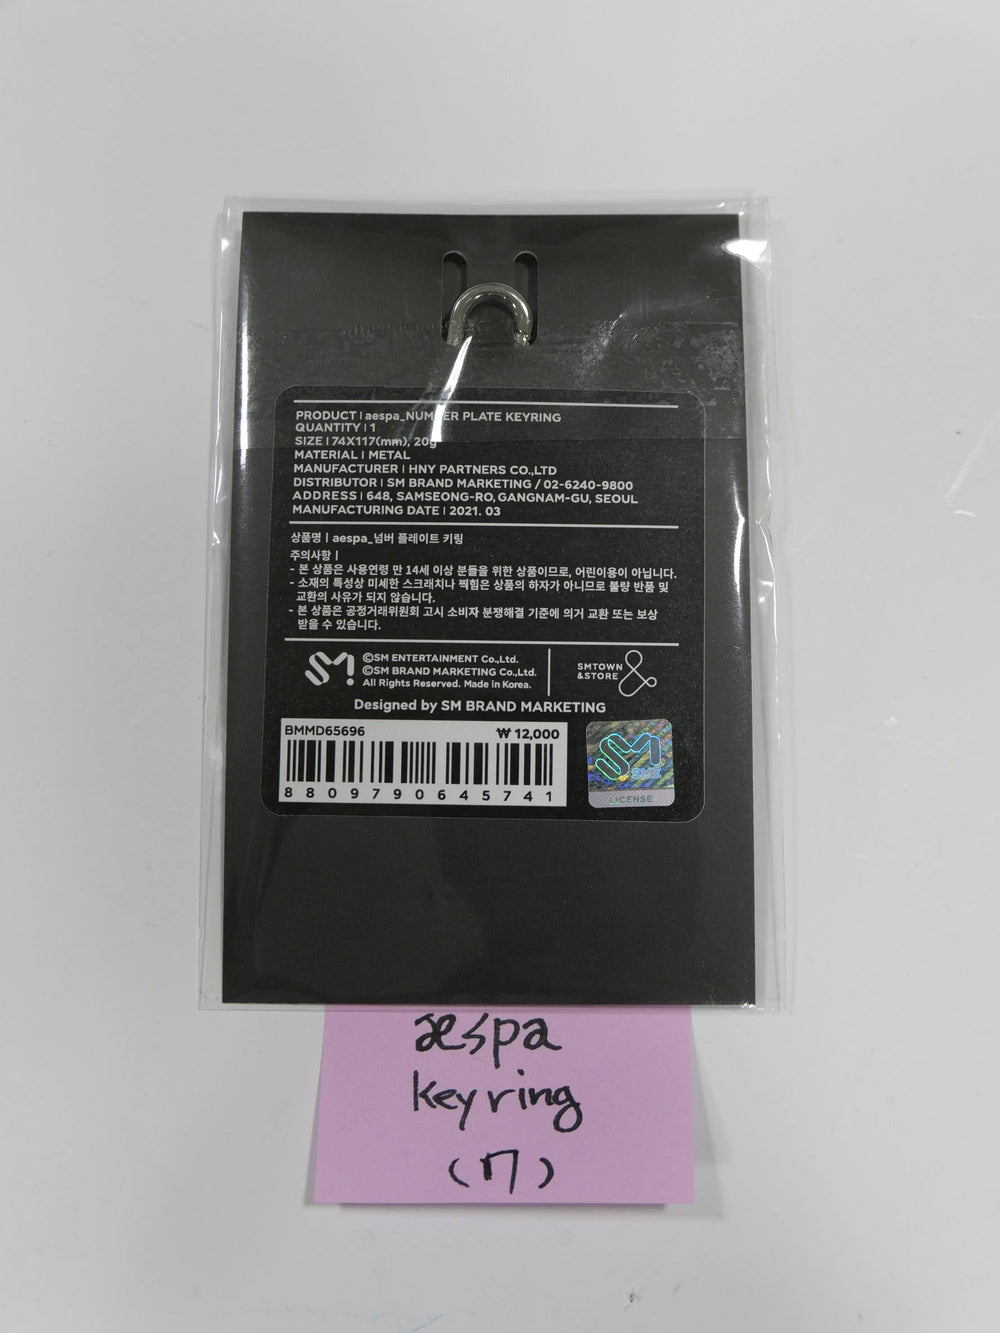 PRODUCT | aespa_NUMBER PLATE KEYRING
QUANTITY | 1
SIZE | 74X117(mm), 20g
MATERIAL | METAL
MANUFACTURER | HNY PARTNERS CO.,LTD
DISTRIBUTOR | SM BRAND MARKETING / 02-6240-9800
ADDRESS | 648, SAMSEONG-RO, GANGNAM-GU, SEOUL
MANUFACTURING DATE | 2021. 03
상품명 | aespa_넘버 플레이트 키링
주의사항 |
- 본 상품은 사용연령 만 14세 이상 분들을 위한 상품이므로, 어린이용이 아닙니다.
- 소재의 특성상 미세한 스크래치나 찍힘은 상품의 하자가 아니므로 불량 반품 및
교환의 사유가 되지 않습니다.
- 본 상품은 공정거래위원회 고시 소비자 분쟁해결 기준에 의거 교환 또는 보상
받을 수 있습니다.
SM!
©SM ENTERTAINMENT Co.,Ltd.
©SM BRAND MARKETING Co.,Ltd.
All Rights Reserved. Made in Korea.
SMTOWN
&STORE &
Designed by SM BRAND MARKETING
BMMD65696 ₩ 12,000
8809790645741
SM
SME
LICENSE
aespa
keyring
(17)